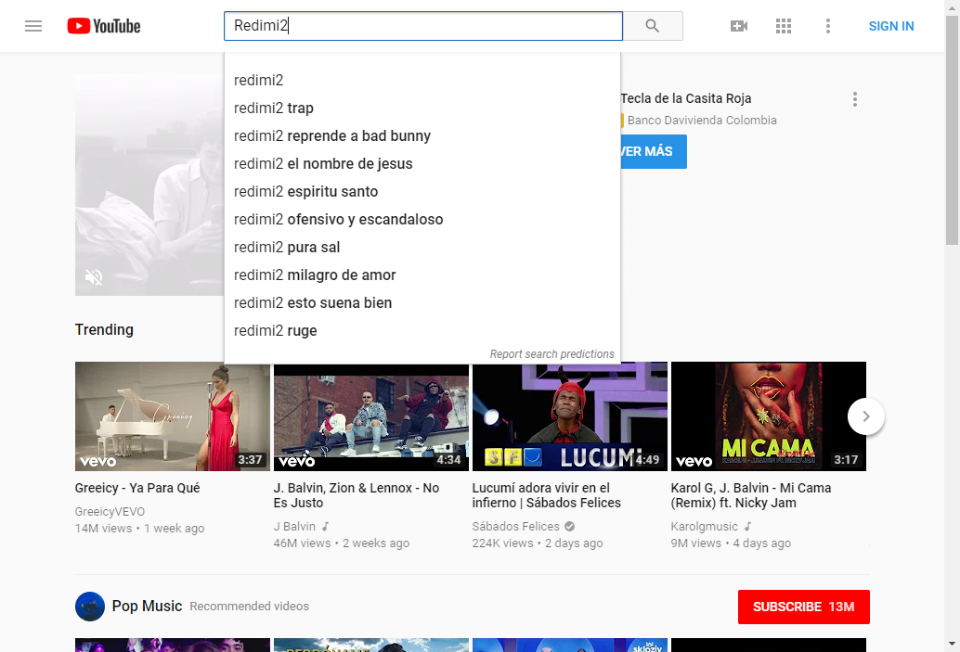 YouTube
Redimi2
SIGN IN
redimi2
redimi2 trap
redimi2 reprende a bad bunny
redimi2 el nombre de jesus
redimi2 espiritu santo
redimi2 ofensivo y escandaloso
redimi2 pura sal
redimi2 milagro de amor
redimi2 esto suena bien
redimi2 ruge
Report search predictions
Tecla de la Casita Roja
Banco Davivienda Colombia
VER MÁS
Trending
Greeicy
vevo
3:37
vevo
4:34
SFC
LUCUMÍ
4:49
MI CAMA
vevo
3:17
Greeicy - Ya Para Qué
GreeicyVEVO
14M views • 1 week ago
J. Balvin, Zion & Lennox - No
Es Justo
J Balvin
46M views • 2 weeks ago
Lucumí adora vivir en el
infierno | Sábados Felices
Sábados Felices
224K views • 2 days ago
Karol G, J. Balvin - Mi Cama
(Remix) ft. Nicky Jam
Karolgmusic
9M views • 4 days ago
Pop Music
Recommended videos
SUBSCRIBE 13M